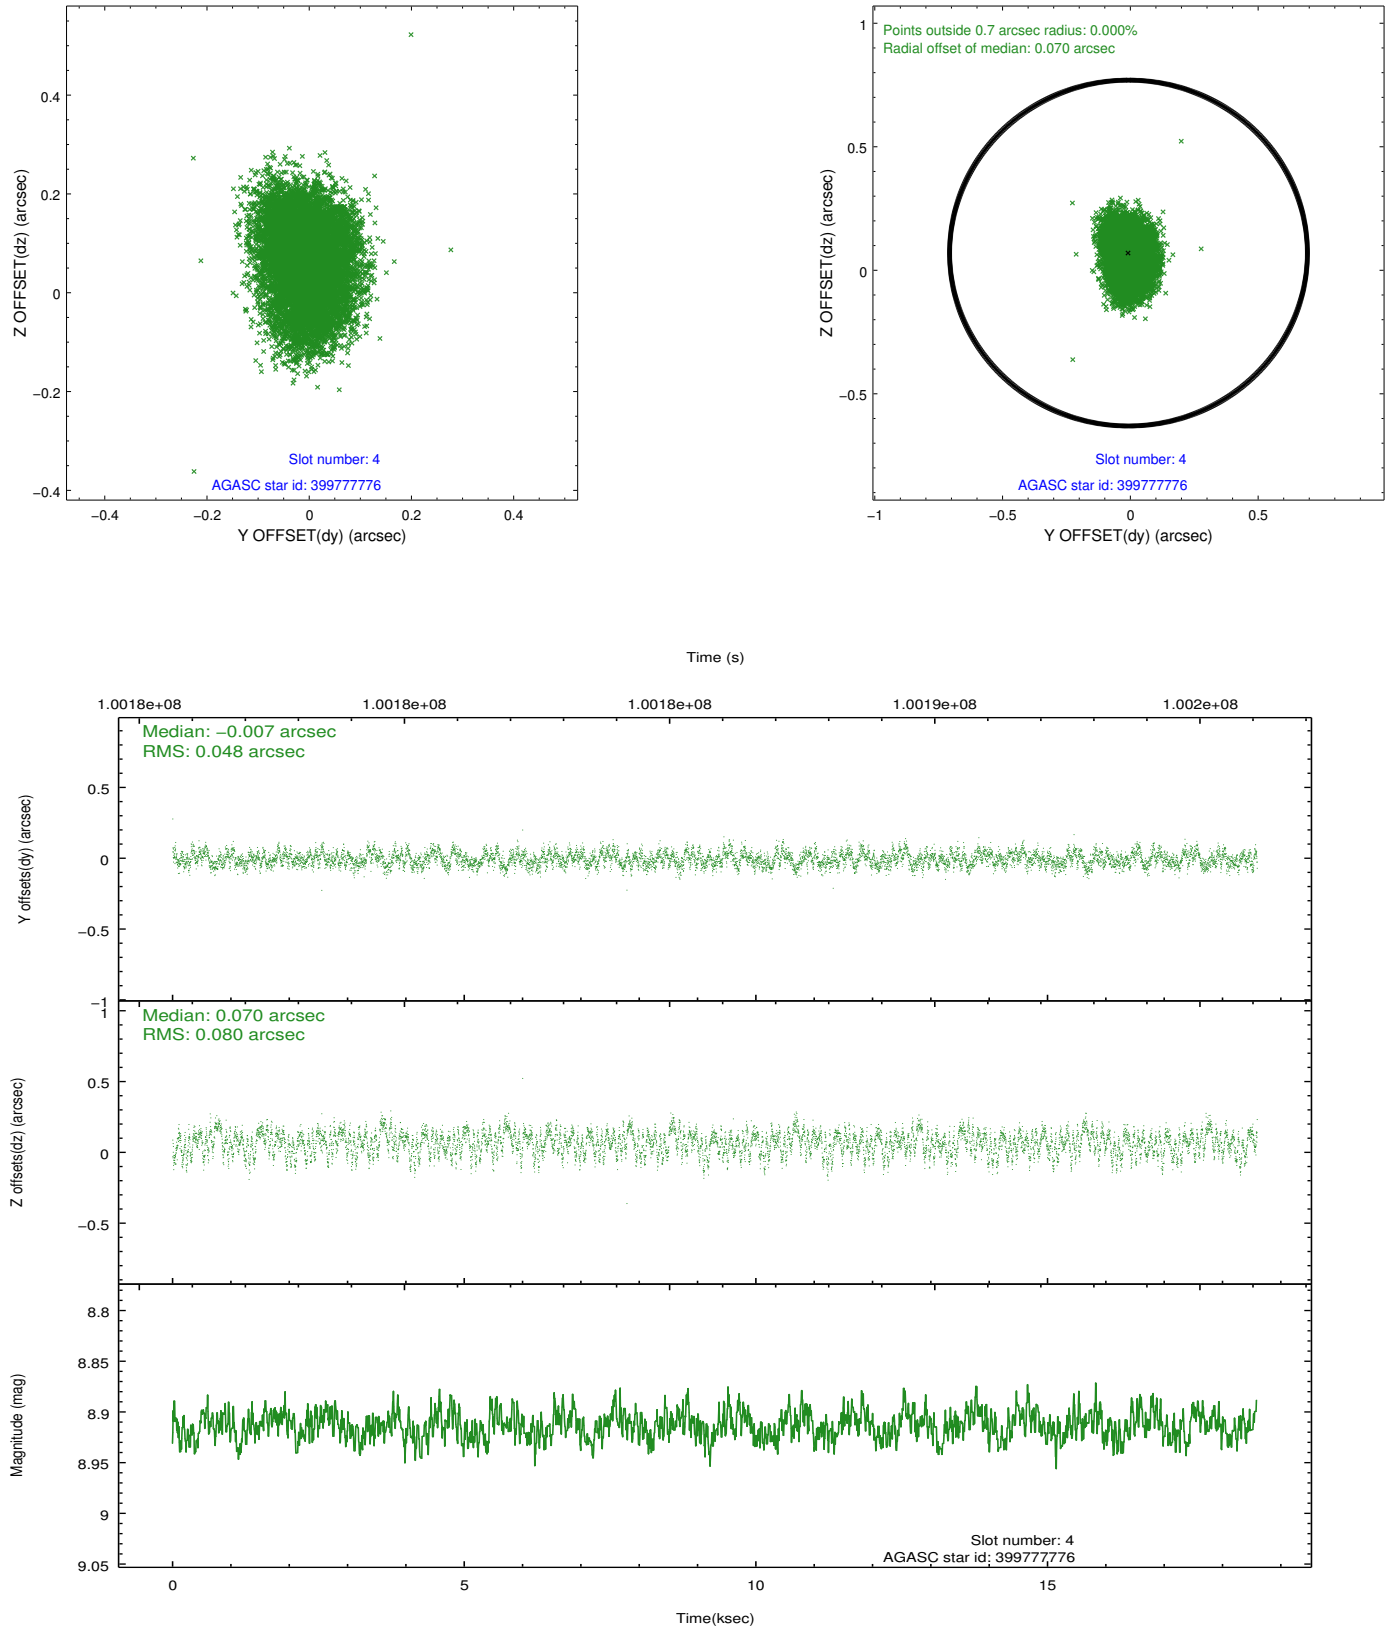 0.4
0.2
0
−0.2
−0.4
Z OFFSET(dz) (arcsec)
Slot number: 4
AGASC star id: 399777776
−0.4
−0.2
0
0.2
0.4
Y OFFSET(dy) (arcsec)
Points outside 0.7 arcsec radius: 0.000%
Radial offset of median: 0.070 arcsec
1
0.5
0
−0.5
Z OFFSET(dz) (arcsec)
Slot number: 4
AGASC star id: 399777776
−1
−0.5
0
0.5
Y OFFSET(dy) (arcsec)
Time (s)
1.0018e+08
1.0018e+08
1.0018e+08
1.0019e+08
1.002e+08
Median: −0.007 arcsec
RMS: 0.048 arcsec
0.5
0
−0.5
−1
Y offsets(dy) (arcsec)
Median: 0.070 arcsec
RMS: 0.080 arcsec
1
0.5
0
−0.5
Z offsets(dz) (arcsec)
8.8
8.85
8.9
8.95
9
9.05
Magnitude (mag)
Slot number: 4
AGASC star id: 399777776
0
5
10
15
Time(ksec)